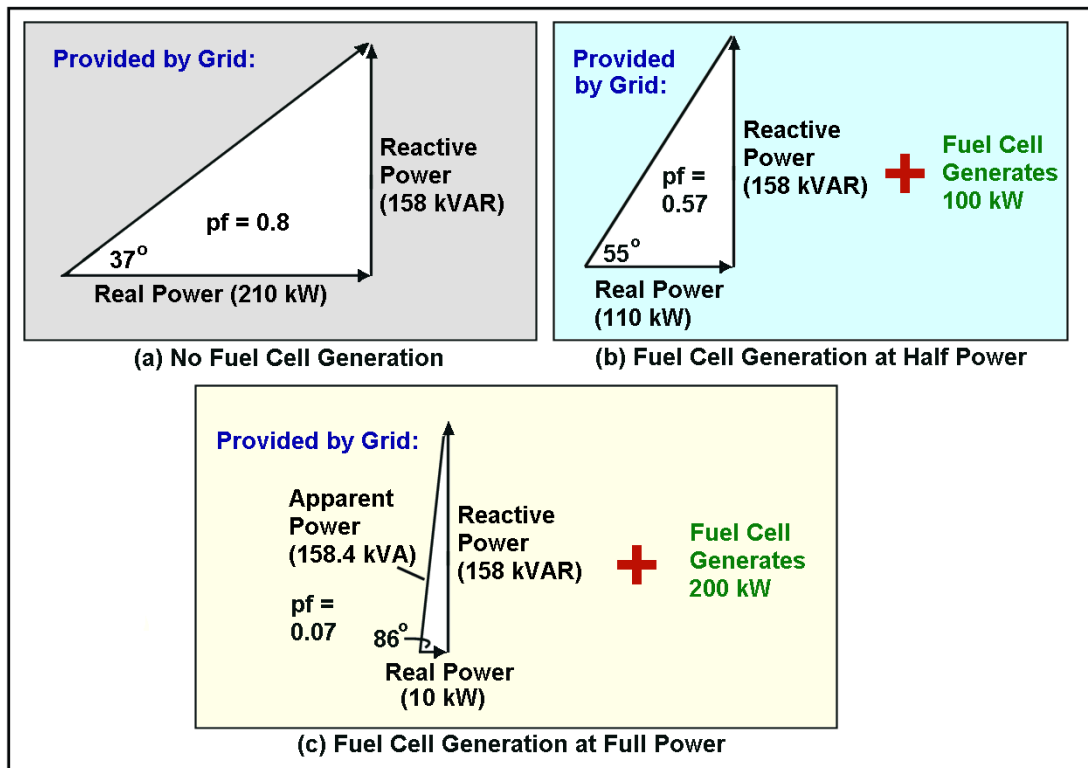 Provided by Grid:
Reactive
Power
(158 kVAR)
pf = 0.8
37°
Real Power (210 kW)
(a) No Fuel Cell Generation
Provided
by Grid:
Reactive
Power
(158 kVAR)
pf =
0.57
55°
Real Power
(110 kW)
+
Fuel Cell
Generates
100 kW
(b) Fuel Cell Generation at Half Power
Provided by Grid:
Apparent
Power
(158.4 kVA)
Reactive
Power
(158 kVAR)
pf =
0.07
86°
Real Power
(10 kW)
+
Fuel Cell
Generates
200 kW
(c) Fuel Cell Generation at Full Power